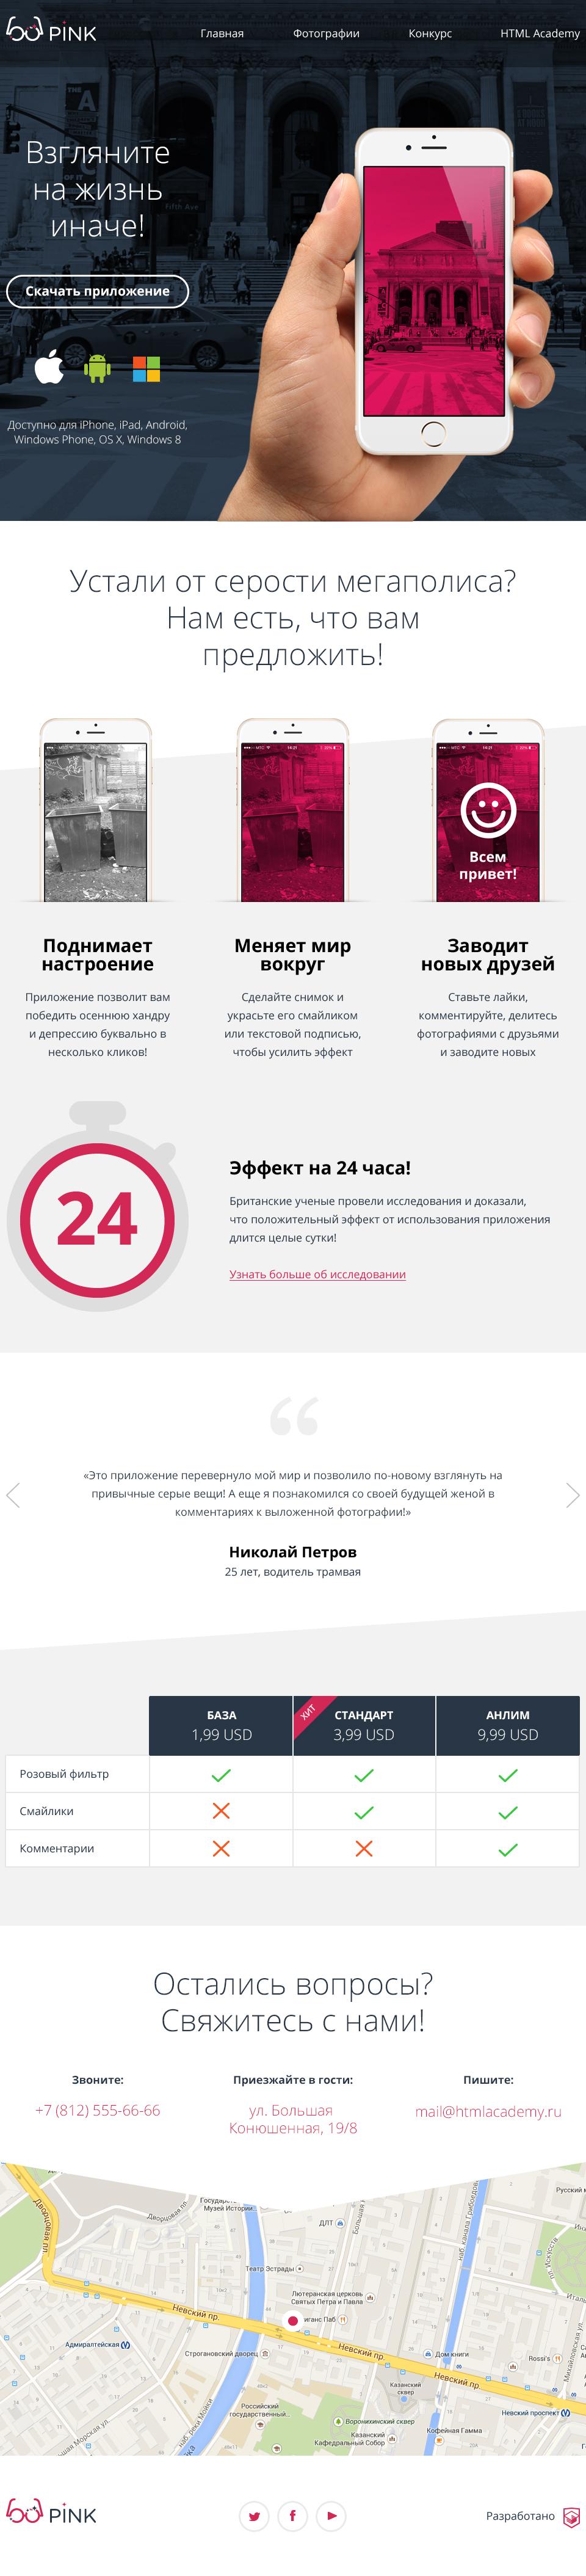 PINK
Главная Фотографии Конкурс HTML Academy
Взгляните
на жизнь
иначе!
Скачать приложение
Доступно для iPhone, iPad, Android,
Windows Phone, OS X, Windows 8
Устали от серости мегаполиса?
Нам есть, что вам
предложить!
Всем
привет!
Поднимает
настроение
Приложение позволит вам
победить осеннюю хандру
и депрессию буквально в
несколько кликов!
Меняет мир
вокруг
Сделайте снимок и
украсьте его смайликом
или текстовой подписью,
чтобы усилить эффект
Заводит
новых друзей
Ставьте лайки,
комментируйте, делитесь
фотографиями с друзьями
и заводите новых
24
Эффект на 24 часа!
Британские ученые провели исследования и доказали,
что положительный эффект от использования приложения
длится целые сутки!
Узнать больше об исследовании
“
«Это приложение перевернуло мой мир и позволило по-новому взглянуть на
привычные серые вещи! А еще я познакомился со своей будущей женой в
комментариях к выложенной фотографии!»
Николай Петров
25 лет, водитель трамвая
БАЗА ХИТ СТАНДАРТ АНЛИМ
1,99 USD 3,99 USD 9,99 USD
Розовый фильтр
Смайлики
Комментарии
Остались вопросы?
Свяжитесь с нами!
Звоните:
+7 (812) 555-66-66
Приезжайте в гости:
ул. Большая
Конюшенная, 19/8
Пишите:
mail@htmlacademy.ru
Дворцовая пл.
Дворцовая пл.
Музей Истории
ДЛТ
Театр Эстрады
Лютеранская церковь
Святых Петра и Павла
Невский пр.
Адмиралтейская
Строгановский дворец
Невский пр.
Дом книги
Rossi's
Казанский
сквер
Невский пр.
Российский
государственный...
Воронихинский сквер
Невский проспект
Казанский
Кафедральный Собор
Кофейная Гамма
наб. реки Мойки
PINK
Разработано